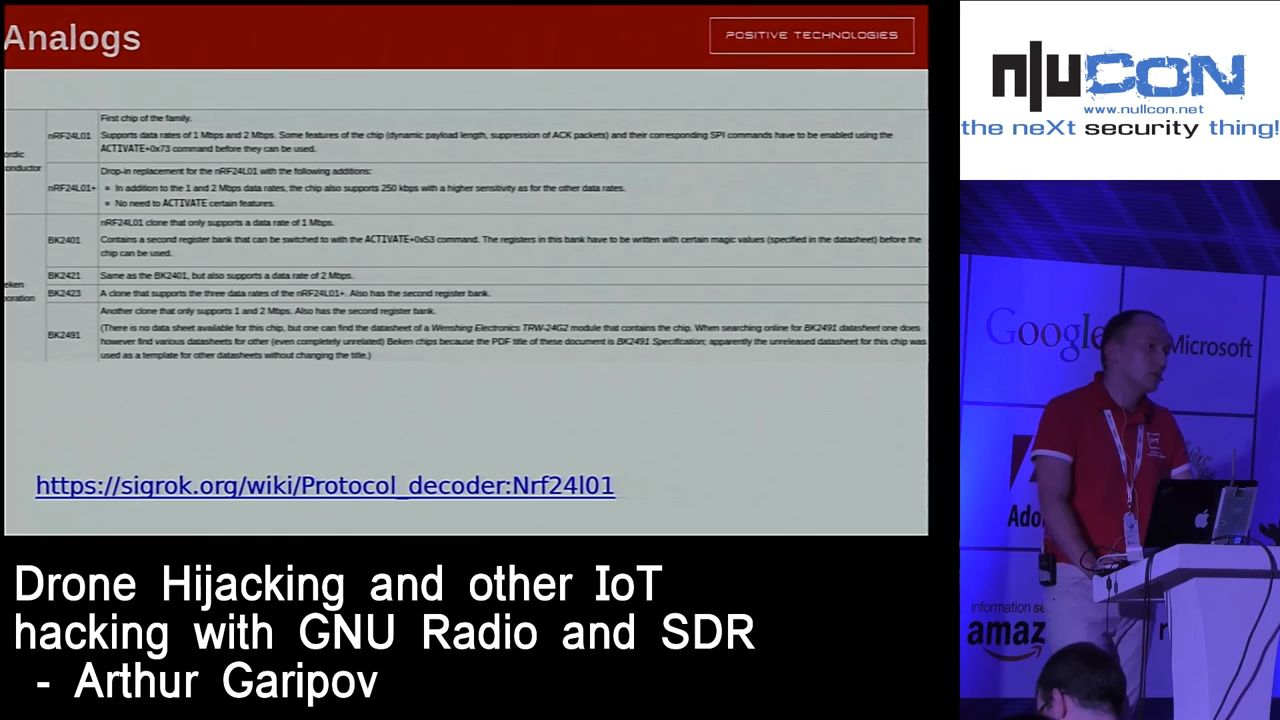 Analogs
POSITIVE TECHNOLOGIES
First chip of the family.
nRF24L01
Supports data rates of 1 Mbps and 2 Mbps. Some features of the chip (dynamic payload length, suppression of ACK packets) and their corresponding SPI commands have to be enabled using the
ACTIVATE+0x73 command before they can be used.
ordic
onductor
Drop-in replacement for the nRF24L01 with the following additions:
nRF24L01+
In addition to the 1 and 2 Mbps data rates, the chip also supports 250 kbps with a higher sensitivity as for the other data rates.
No need to ACTIVATE certain features.
nRF24L01 clone that only supports a data rate of 1 Mbps.
BK2401
Contains a second register bank that can be switched to with the ACTIVATE+0x53 command. The registers in this bank have to be written with certain magic values (specified in the datasheet) before the
chip can be used.
BK2421
Same as the BK2401, but also supports a data rate of 2 Mbps.
eken
oration
BK2423
A clone that supports the three data rates of the nRF24L01+. Also has the second register bank.
Another clone that only supports 1 and 2 Mbps. Also has the second register bank.
BK2491
(There is no data sheet available for this chip, but one can find the datasheet of a Wenshing Electronics TRW-24G2 module that contains the chip. When searching online for BK2491 datasheet one does
however find various datasheets for other (even completely unrelated) Beken chips because the PDF title of these document is BK2491 Specification; apparently the unreleased datasheet for this chip was
used as a template for other datasheets without changing the title.)
https://sigrok.org/wiki/Protocol_decoder:Nrf24l01
Drone Hijacking and other IoT
hacking with GNU Radio and SDR
- Arthur Garipov
n|uCON
www.nullcon.net
the neXt security thing!
Google
Microsoft
Ado
information se
amaz